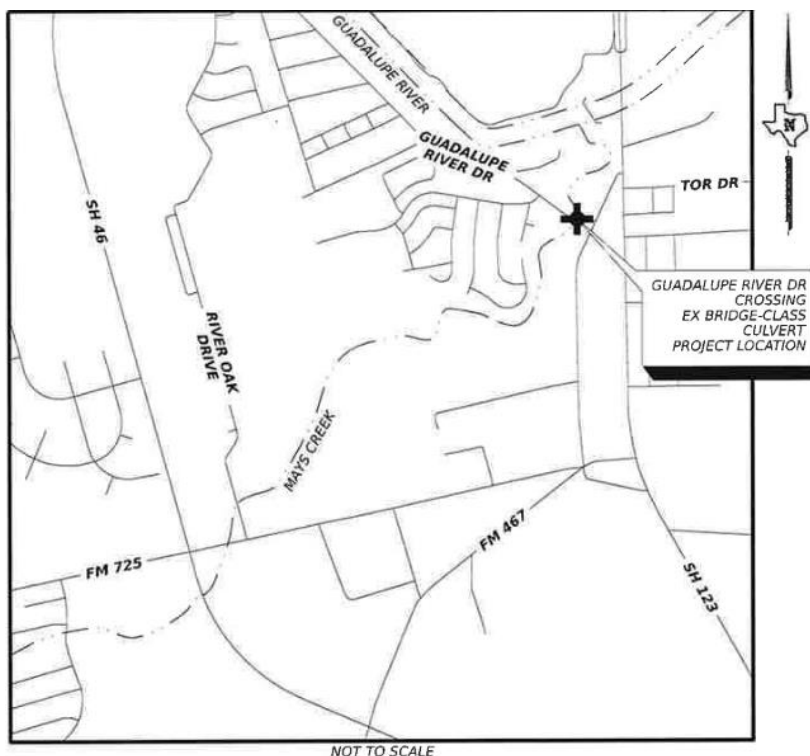 GUADALUPE RIVER
GUADALUPE
RIVER DR
TOR DR
SH 46
GUADALUPE RIVER DR
CROSSING
EX BRIDGE-CLASS
CULVERT
PROJECT LOCATION
RIVER OAK
DRIVE
MAYS CREEK
FM 725
FM 467
SH 123
NOT TO SCALE